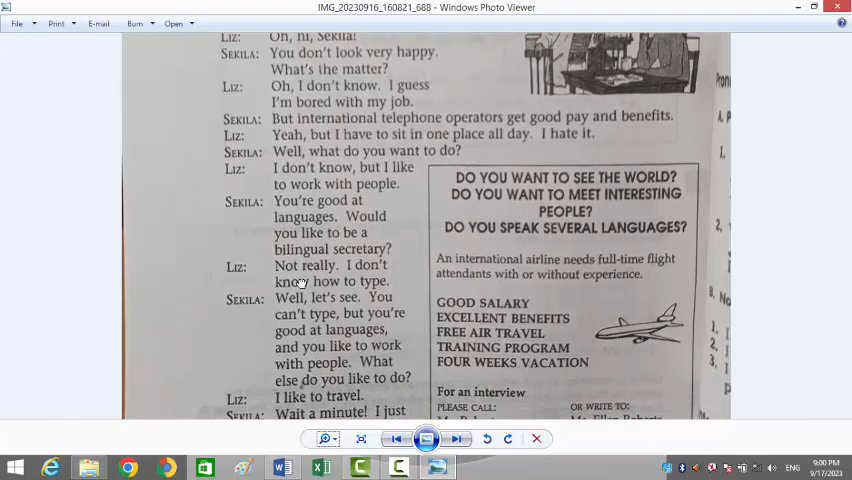 IMG_20230916_160821_688 - Windows Photo Viewer
File Print E-mail Burn Open
LIZ: Oh, hi, Sekila!
SEKILA: You don't look very happy.
What's the matter?
LIZ: Oh, I don't know. I guess
I'm bored with my job.
SEKILA: But international telephone operators get good pay and benefits.
LIZ: Yeah, but I have to sit in one place all day. I hate it.
SEKILA: Well, what do you want to do?
LIZ: I don't know, but I like
to work with people.
SEKILA: You're good at
languages. Would
you like to be a
bilingual secretary?
LIZ: Not really. I don't
know how to type.
SEKILA: Well, let's see. You
can't type, but you're
good at languages,
and you like to work
with people. What
else do you like to do?
LIZ: I like to travel.
SEKILA: Wait a minute! I just
DO YOU WANT TO SEE THE WORLD?
DO YOU WANT TO MEET INTERESTING
PEOPLE?
DO YOU SPEAK SEVERAL LANGUAGES?
An international airline needs full-time flight
attendants with or without experience.
GOOD SALARY
EXCELLENT BENEFITS
FREE AIR TRAVEL
TRAINING PROGRAM
FOUR WEEKS VACATION
For an interview
PLEASE CALL: OR WRITE TO:
A. P
1.
2.
B. No
1. I
2. I
3. I
ENG
9:00 PM
9/17/2023